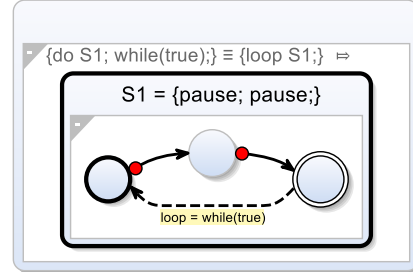 {do S1; while(true);} ≡ {loop S1;} ⤇
S1 = {pause; pause;}
loop = while(true)